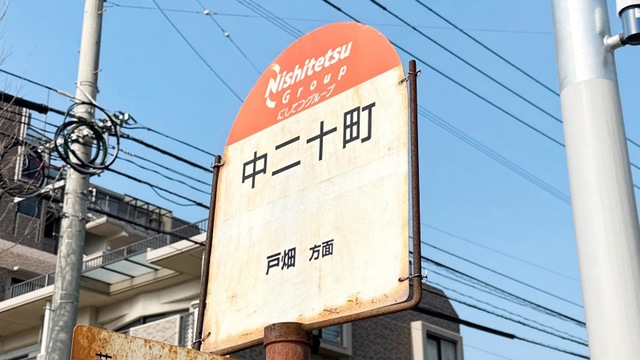 Nishitetsu
Group
にしてつグループ
中二十町
戸畑 方面